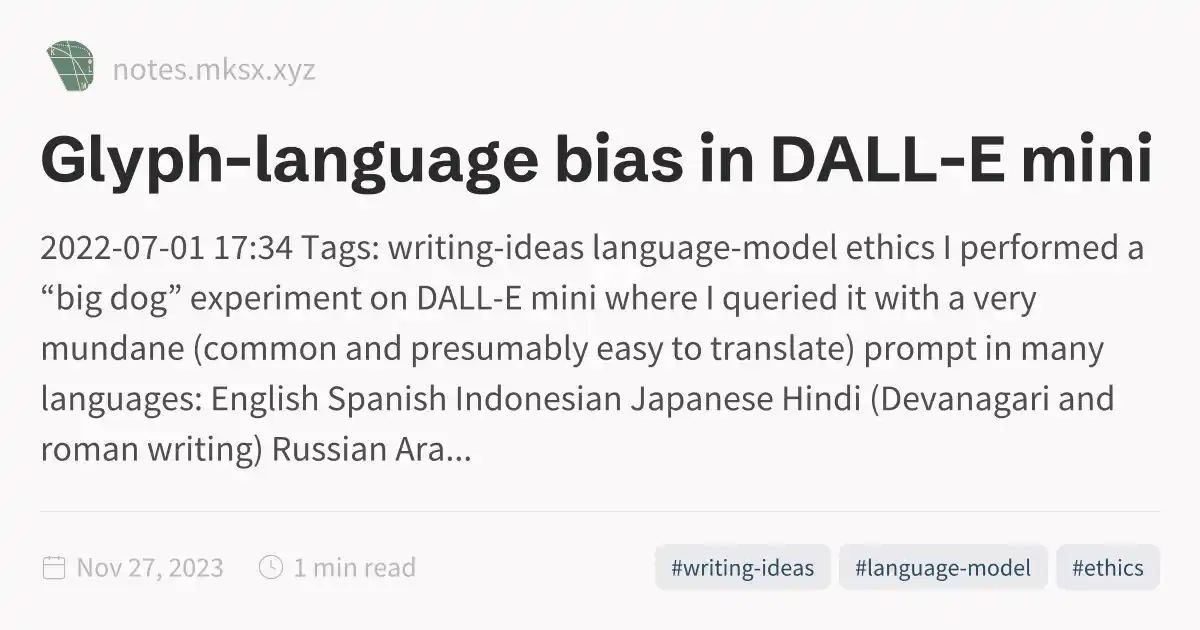 notes.mksx.xyz
Glyph-language bias in DALL-E mini
2022-07-01 17:34 Tags: writing-ideas language-model ethics I performed a
“big dog” experiment on DALL-E mini where I queried it with a very
mundane (common and presumably easy to translate) prompt in many
languages: English Spanish Indonesian Japanese Hindi (Devanagari and
roman writing) Russian Ara...
Nov 27, 2023 1 min read #writing-ideas #language-model #ethics